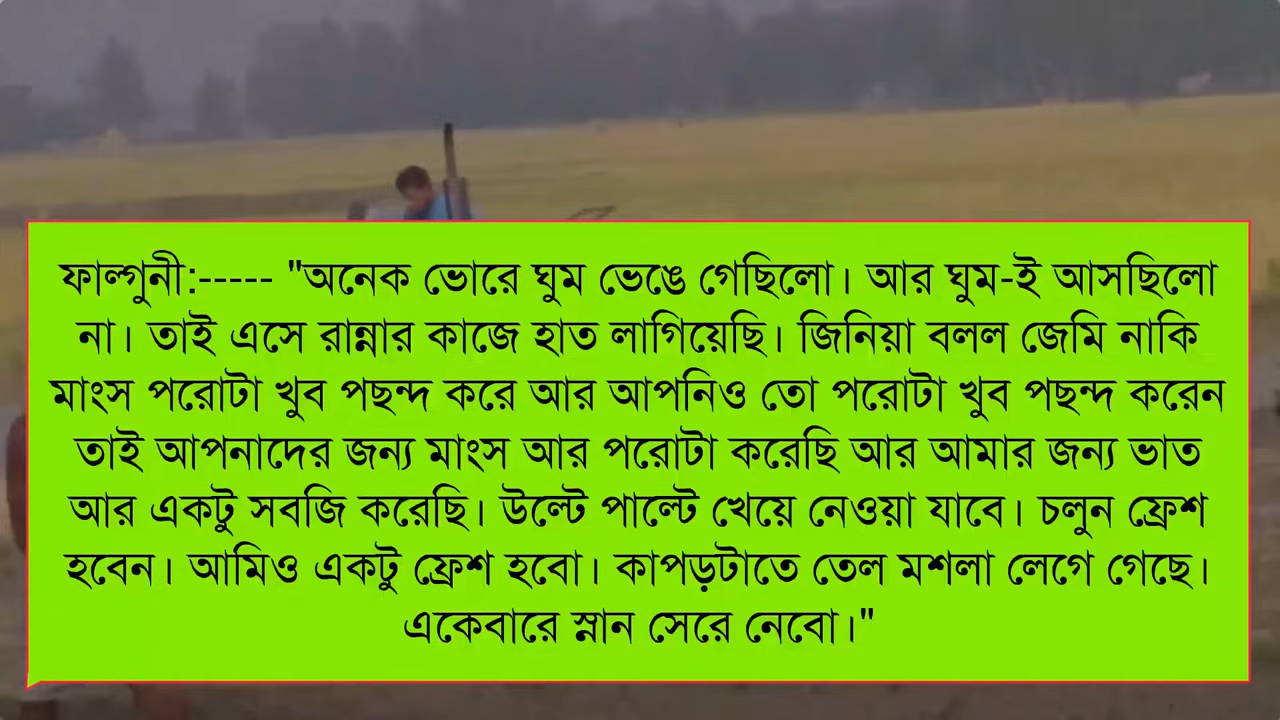 ফাল্গুনী:----- "অনেক ভোরে ঘুম ভেঙে গেছিলো। আর ঘুম-ই আসছিলো
না। তাই এসে রান্নার কাজে হাত লাগিয়েছি। জিনিয়া বলল জেমি নাকি
মাংস পরোটা খুব পছন্দ করে আর আপনিও তো পরোটা খুব পছন্দ করেন
তাই আপনাদের জন্য মাংস আর পরোটা করেছি আর আমার জন্য ভাত
আর একটু সবজি করেছি। উল্টে পাল্টে খেয়ে নেওয়া যাবে। চলুন ফ্রেশ
হবেন। আমিও একটু ফ্রেশ হবো। কাপড়টাতে তেল মশলা লেগে গেছে।
একেবারে স্নান সেরে নেবো।"